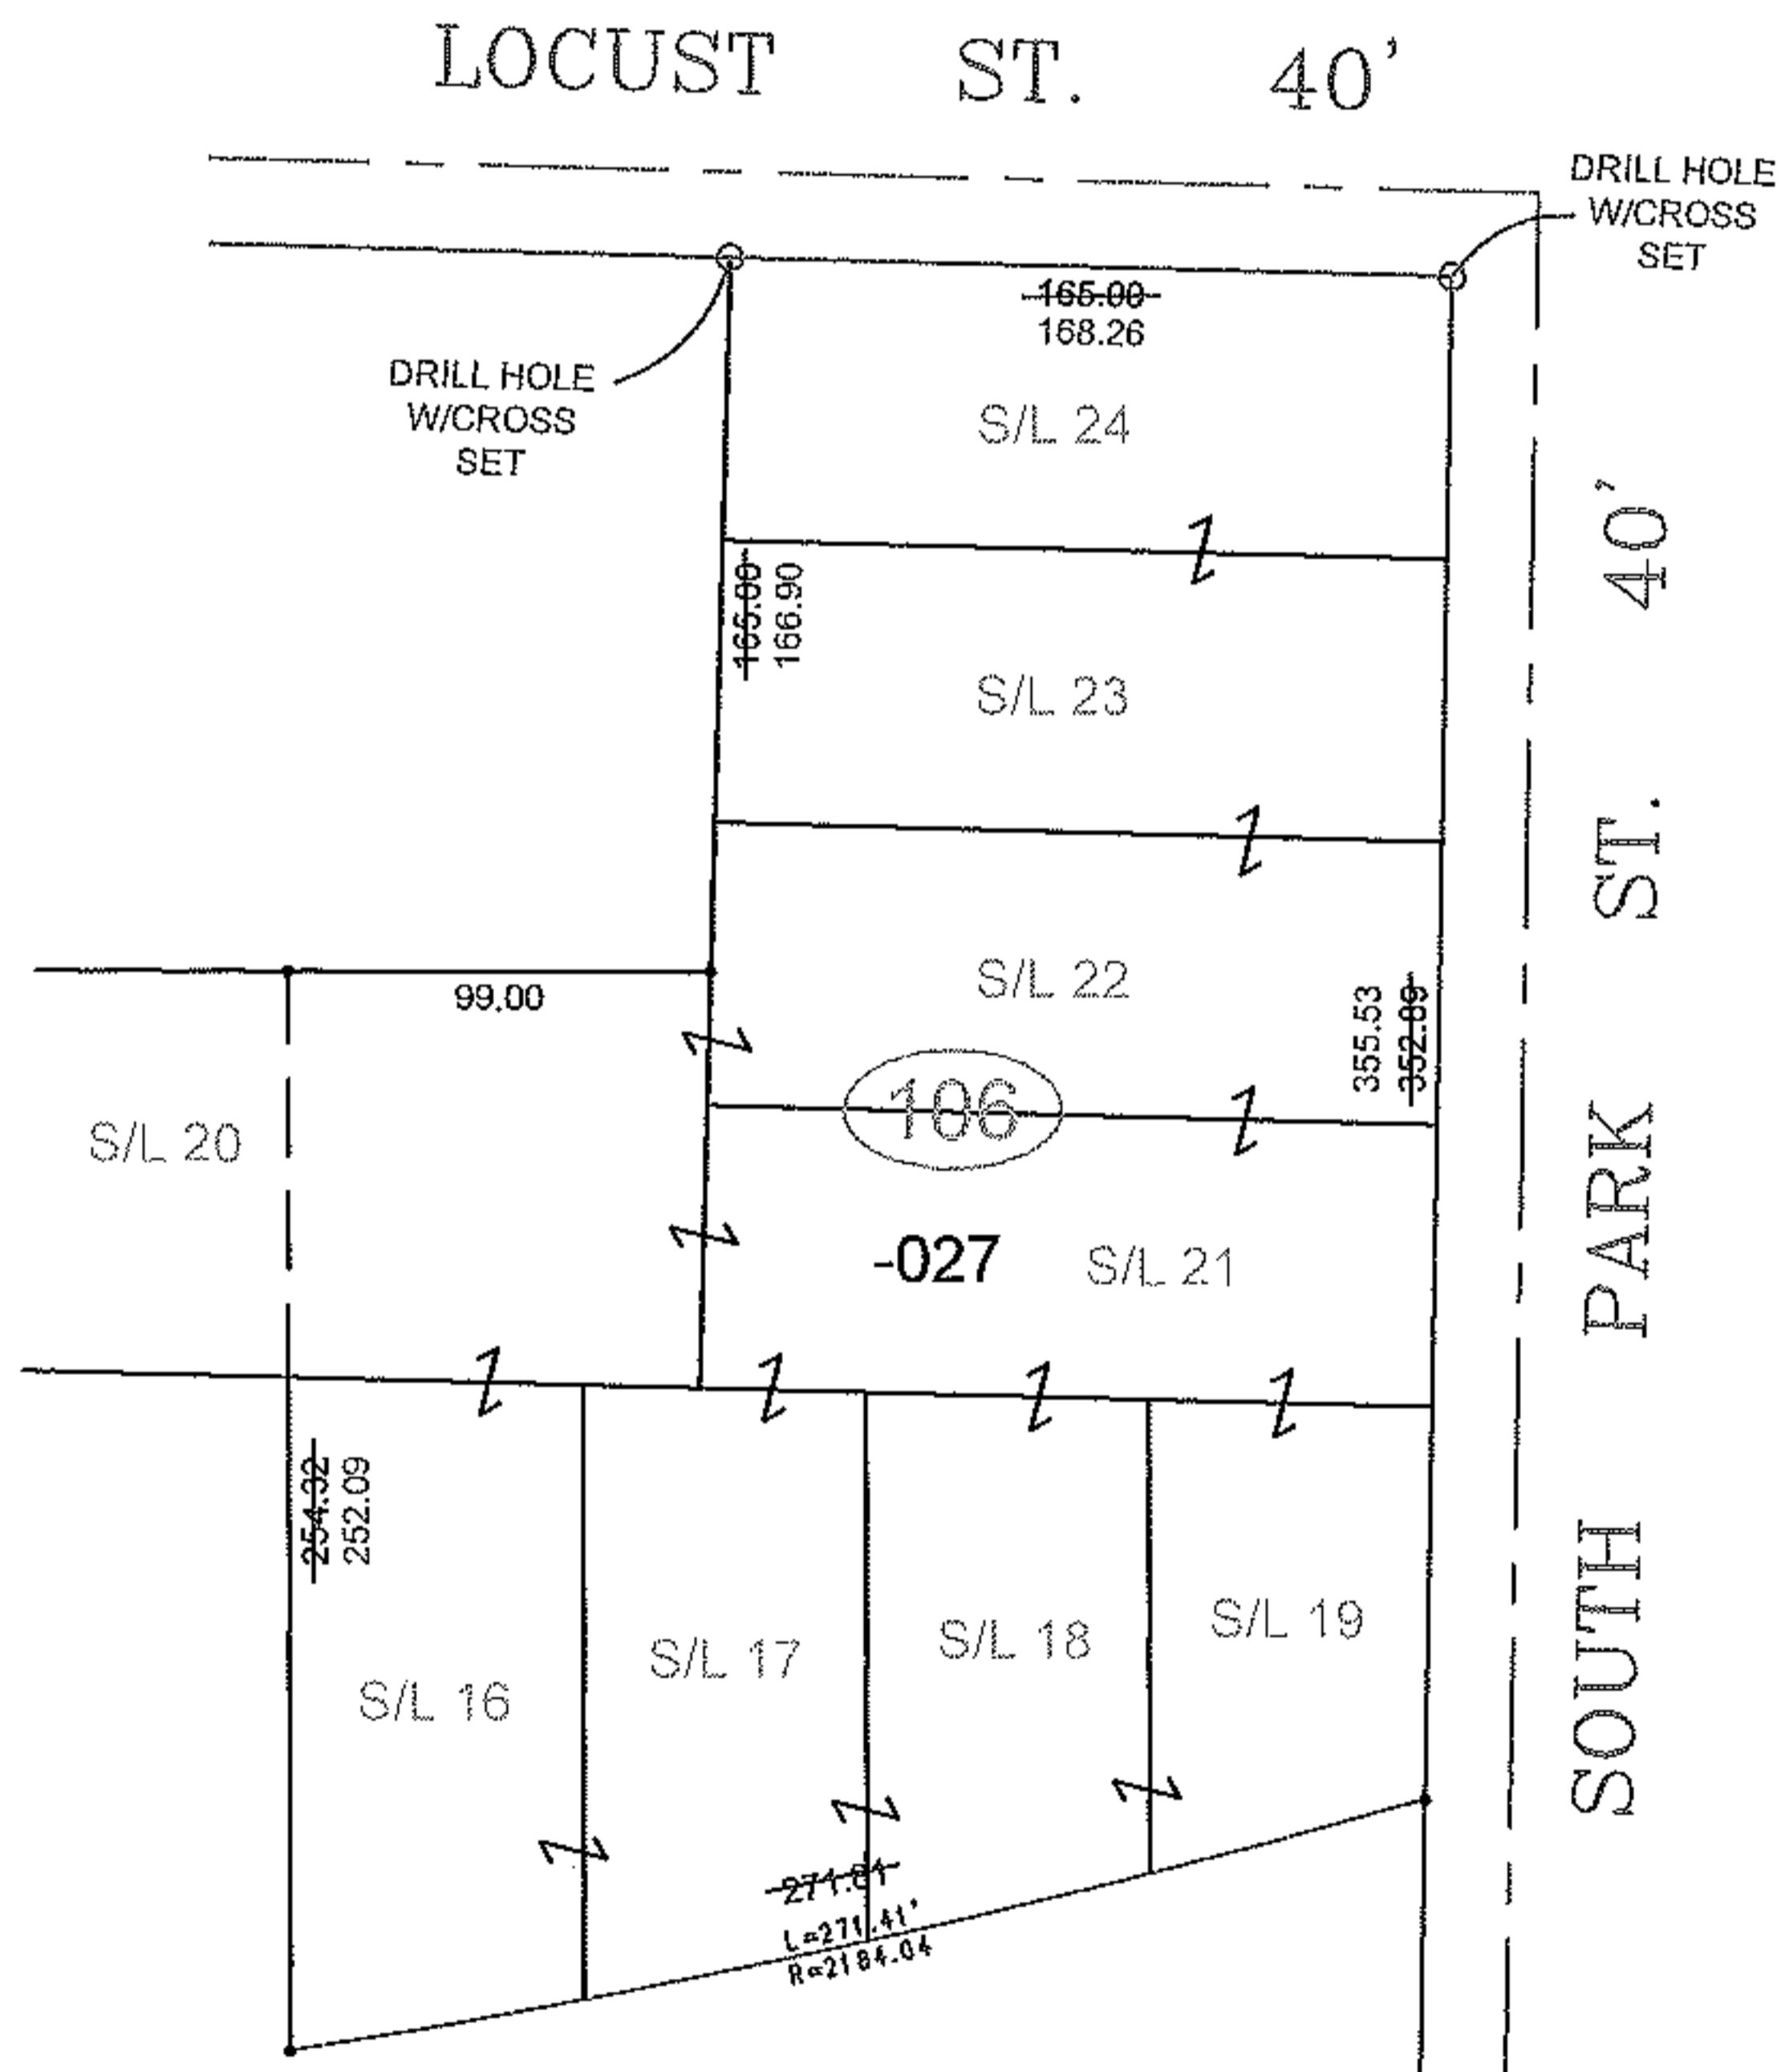 LOCUST ST. 40'
DRILL HOLE
W/CROSS
SET
165.00
168.26
DRILL HOLE
W/CROSS
SET
S/L 24
165.00
166.90
S/L 23
SOUTH PARK ST. 40'
99.00
S/L 22
355.53
352.89
S/L 20
106
-027
S/L 21
254.32
252.09
S/L 16
S/L 17
S/L 18
S/L 19
271.81
L=271.41'
R=2184.04